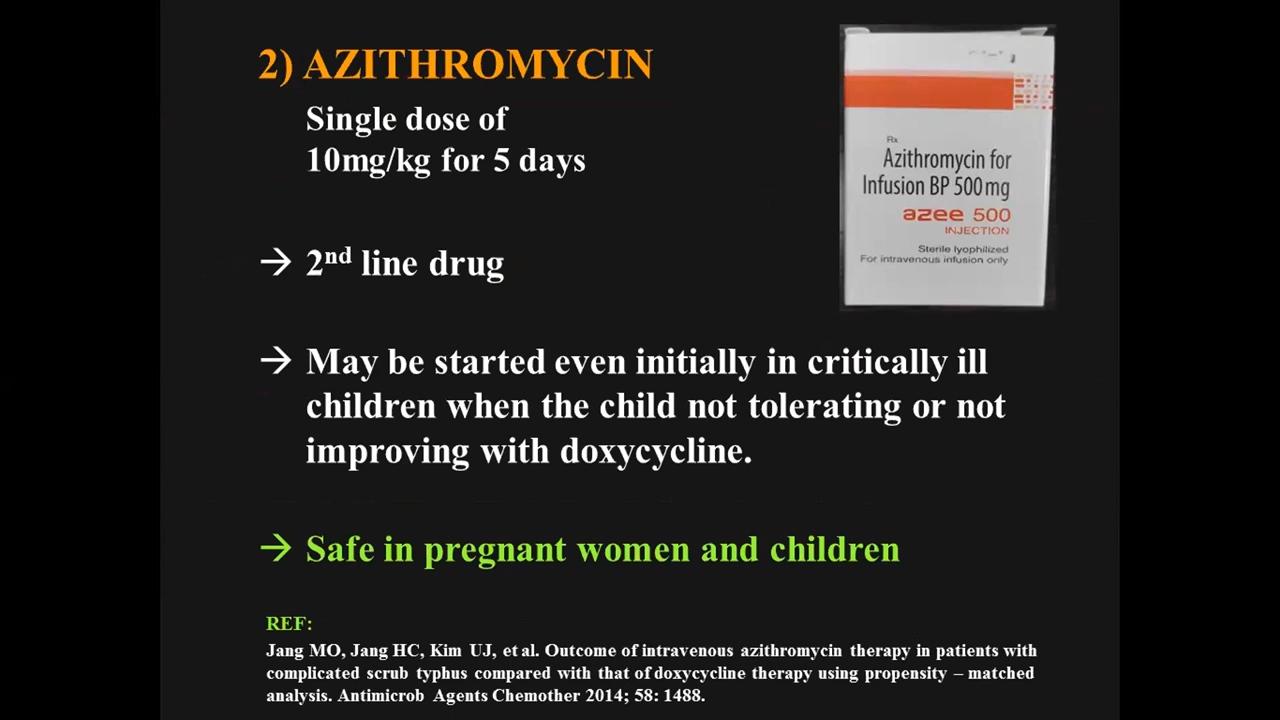 2) AZITHROMYCIN
Single dose of
10mg/kg for 5 days
→ 2nd line drug
→ May be started even initially in critically ill
children when the child not tolerating or not
improving with doxycycline.
→ Safe in pregnant women and children
REF:
Jang MO, Jang HC, Kim UJ, et al. Outcome of intravenous azithromycin therapy in patients with
complicated scrub typhus compared with that of doxycycline therapy using propensity – matched
analysis. Antimicrob Agents Chemother 2014; 58: 1488.
Rx
Azithromycin for
Infusion BP 500 mg
azee 500
INJECTION
Sterile lyophilized
For intravenous infusion only